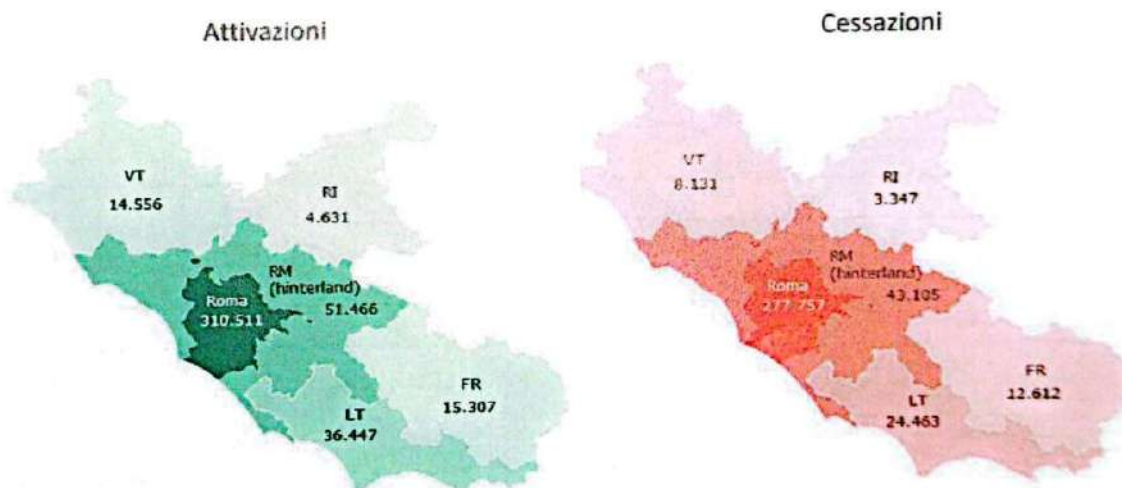 Attivazioni
VT
14.556
RI
4.631
RM
(hinterland)
51.466
Roma
310.511
FR
15.307
LT
36.447
Cessazioni
VT
8.131
RI
3.347
RM
(hinterland)
43.105
Roma
277.757
FR
12.612
LT
24.463